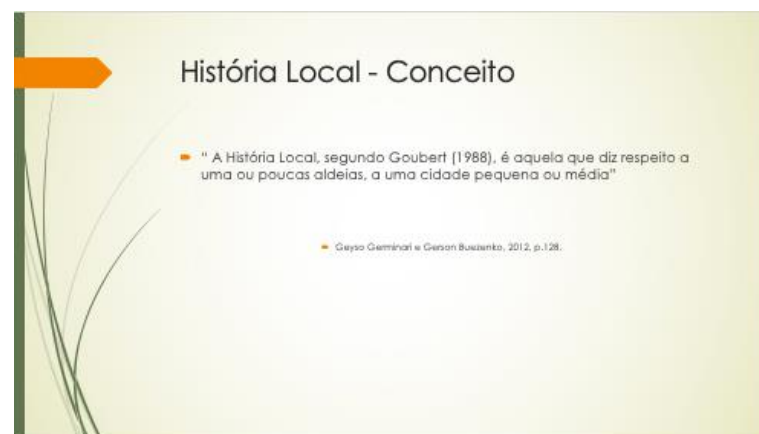 História Local - Conceito
“ A História Local, segundo Goubert (1988), é aquela que diz respeito a
uma ou poucas aldeias, a uma cidade pequena ou média”
Geyso Germinari e Gerson Buezenko, 2012, p.128.